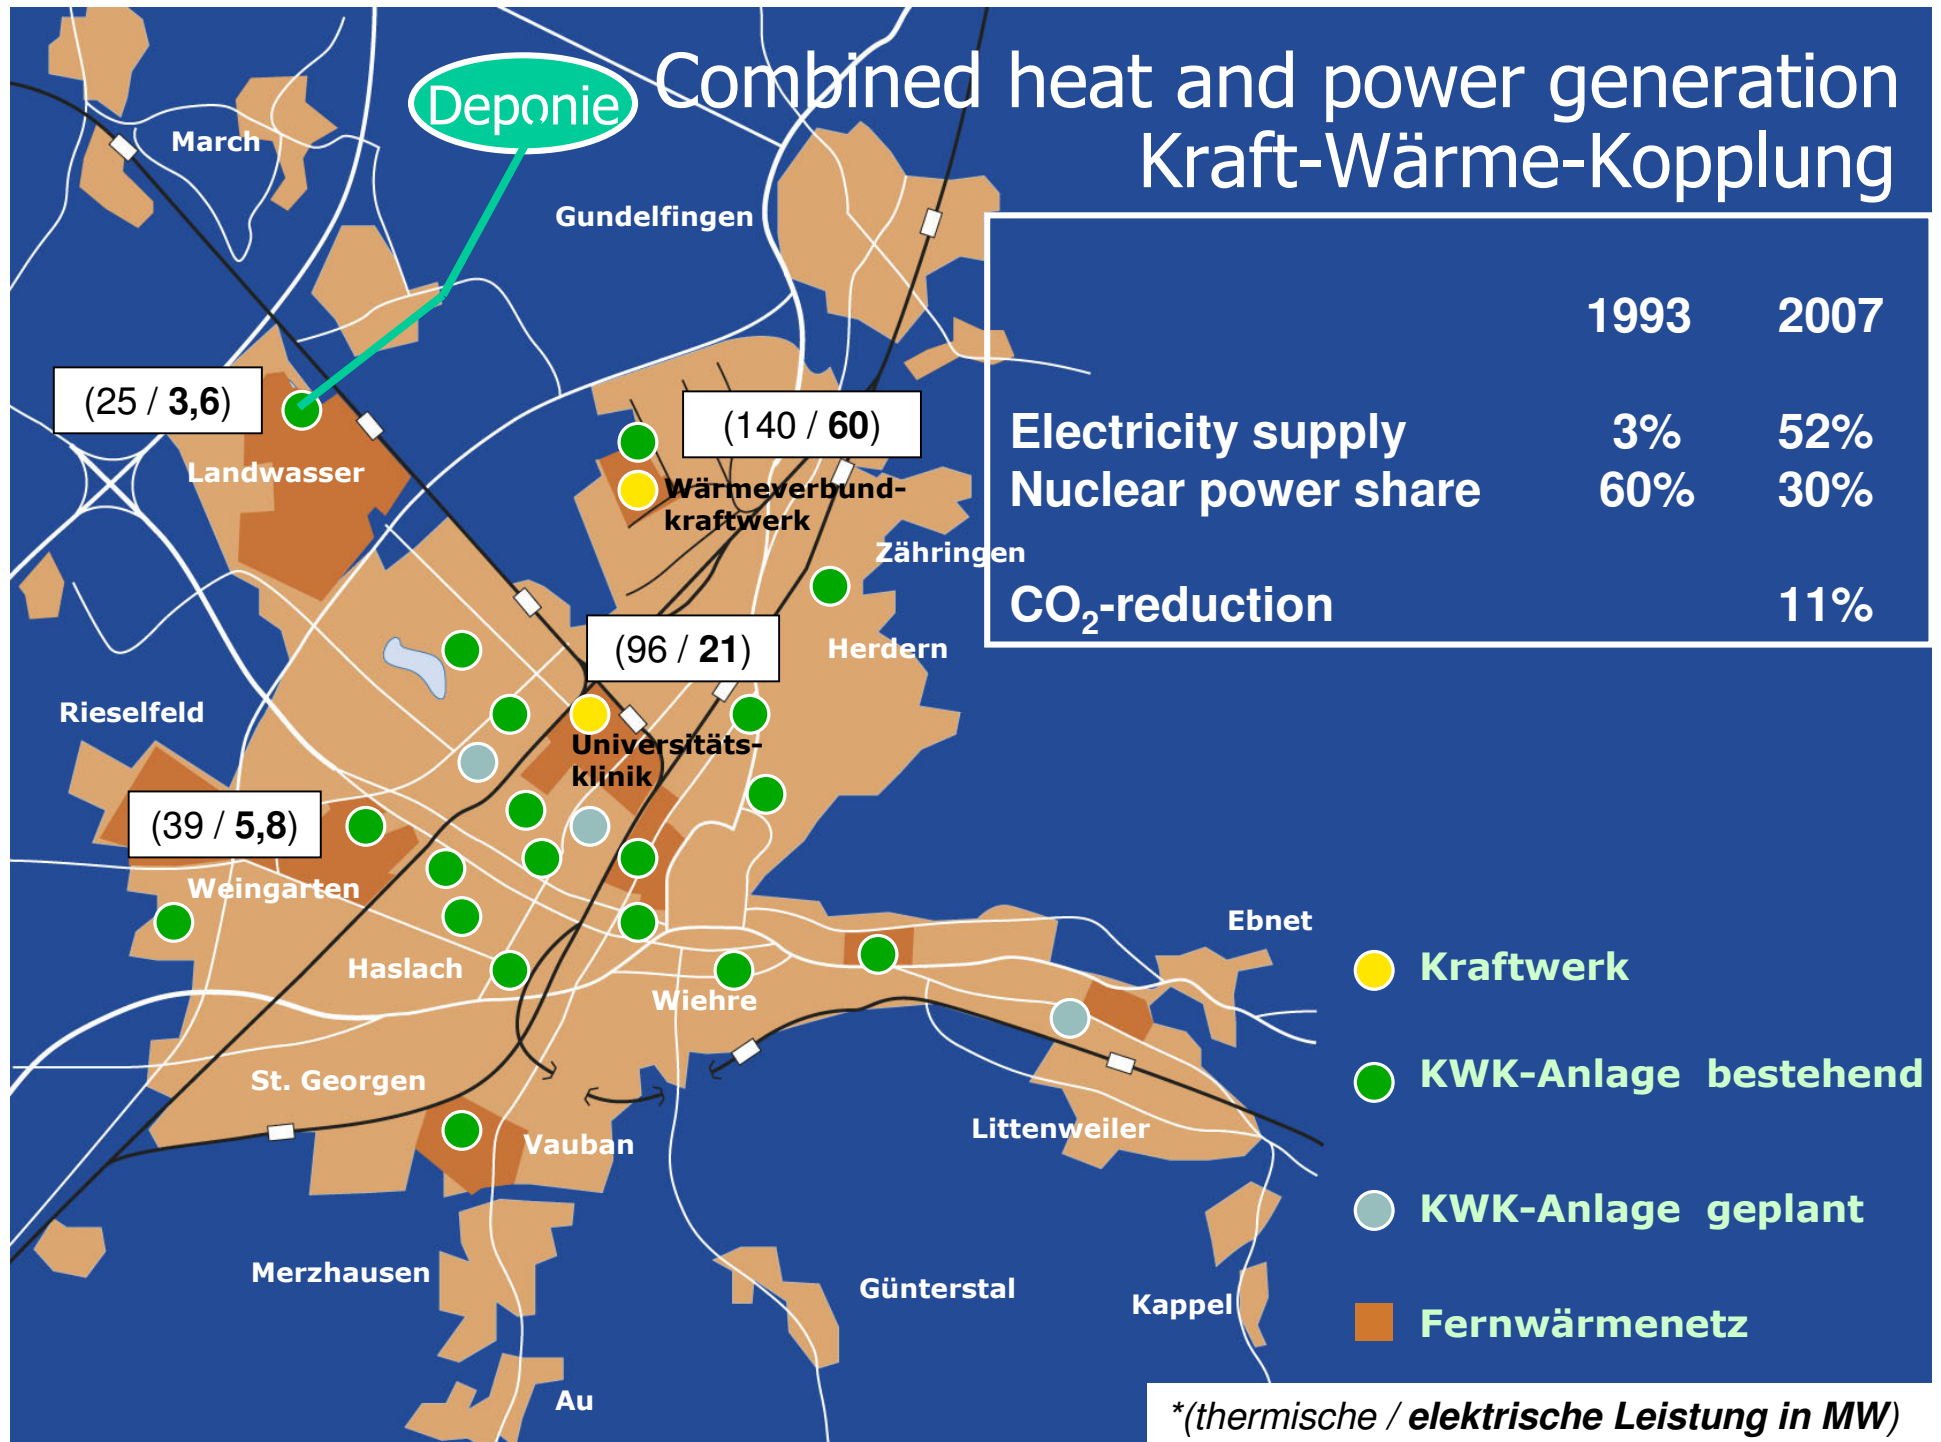 Combined heat and power generation
Kraft-Wärme-Kopplung
Deponie
March
Gundelfingen
1993 2007
Electricity supply 3% 52%
Nuclear power share 60% 30%
CO₂-reduction 11%
(25 / 3,6)
(140 / 60)
Landwasser
Wärmeverbund-
kraftwerk
Zähringen
(96 / 21)
Herdern
Rieselfeld
Universitäts-
klinik
(39 / 5,8)
Weingarten
Haslach
Wiehre
Ebnet
St. Georgen
Vauban
Littenweiler
Merzhausen
Günterstal
Kappel
Au
Kraftwerk
KWK-Anlage bestehend
KWK-Anlage geplant
Fernwärmenetz
*(thermische / elektrische Leistung in MW)